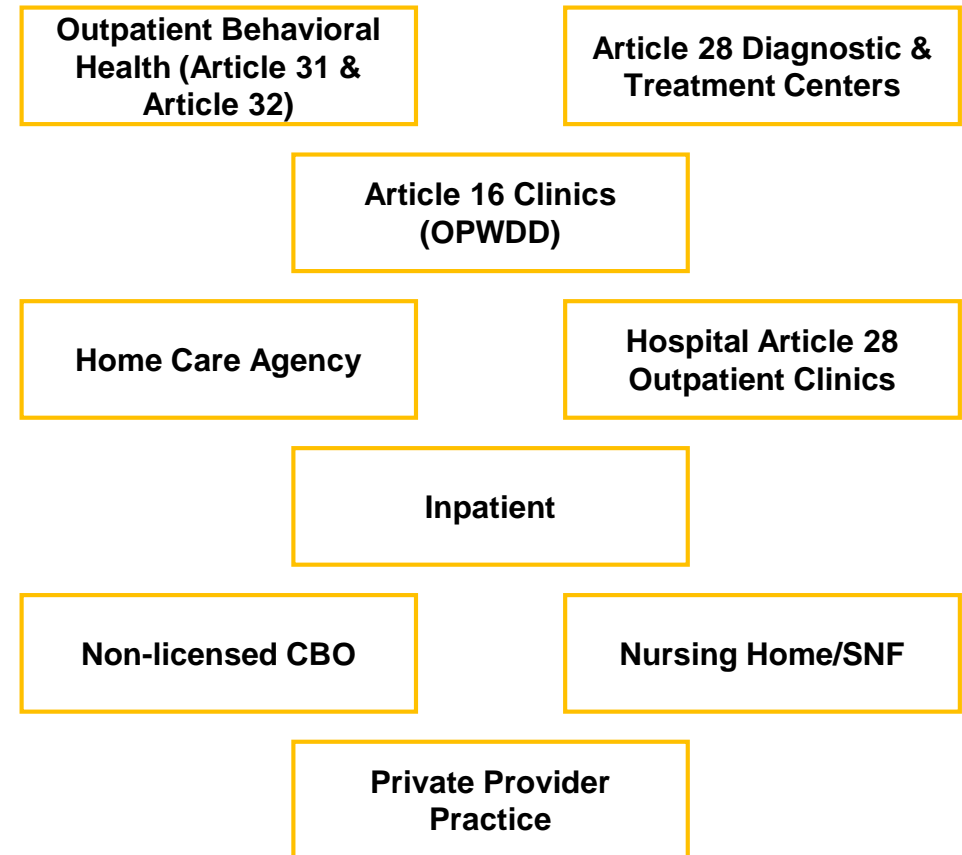 Outpatient Behavioral
Health (Article 31 &
Article 32)
Article 28 Diagnostic &
Treatment Centers
Article 16 Clinics
(OPWDD)
Home Care Agency
Hospital Article 28
Outpatient Clinics
Inpatient
Non-licensed CBO
Nursing Home/SNF
Private Provider
Practice